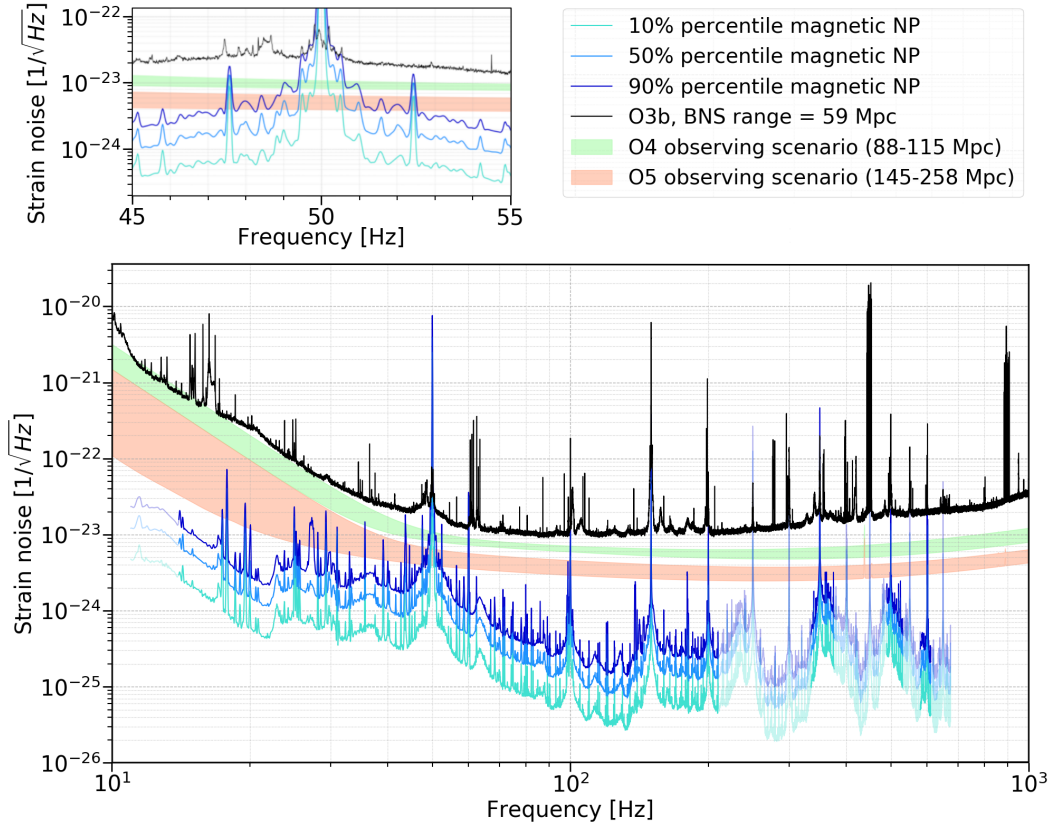 10^{-22}
10^{-23}
10^{-24}
Strain noise [1/√Hz]
45
50
55
Frequency [Hz]
10% percentile magnetic NP
50% percentile magnetic NP
90% percentile magnetic NP
O3b, BNS range = 59 Mpc
O4 observing scenario (88-115 Mpc)
O5 observing scenario (145-258 Mpc)
10^{-20}
10^{-21}
10^{-22}
10^{-23}
10^{-24}
10^{-25}
10^{-26}
Strain noise [1/√Hz]
10^1
10^2
10^3
Frequency [Hz]